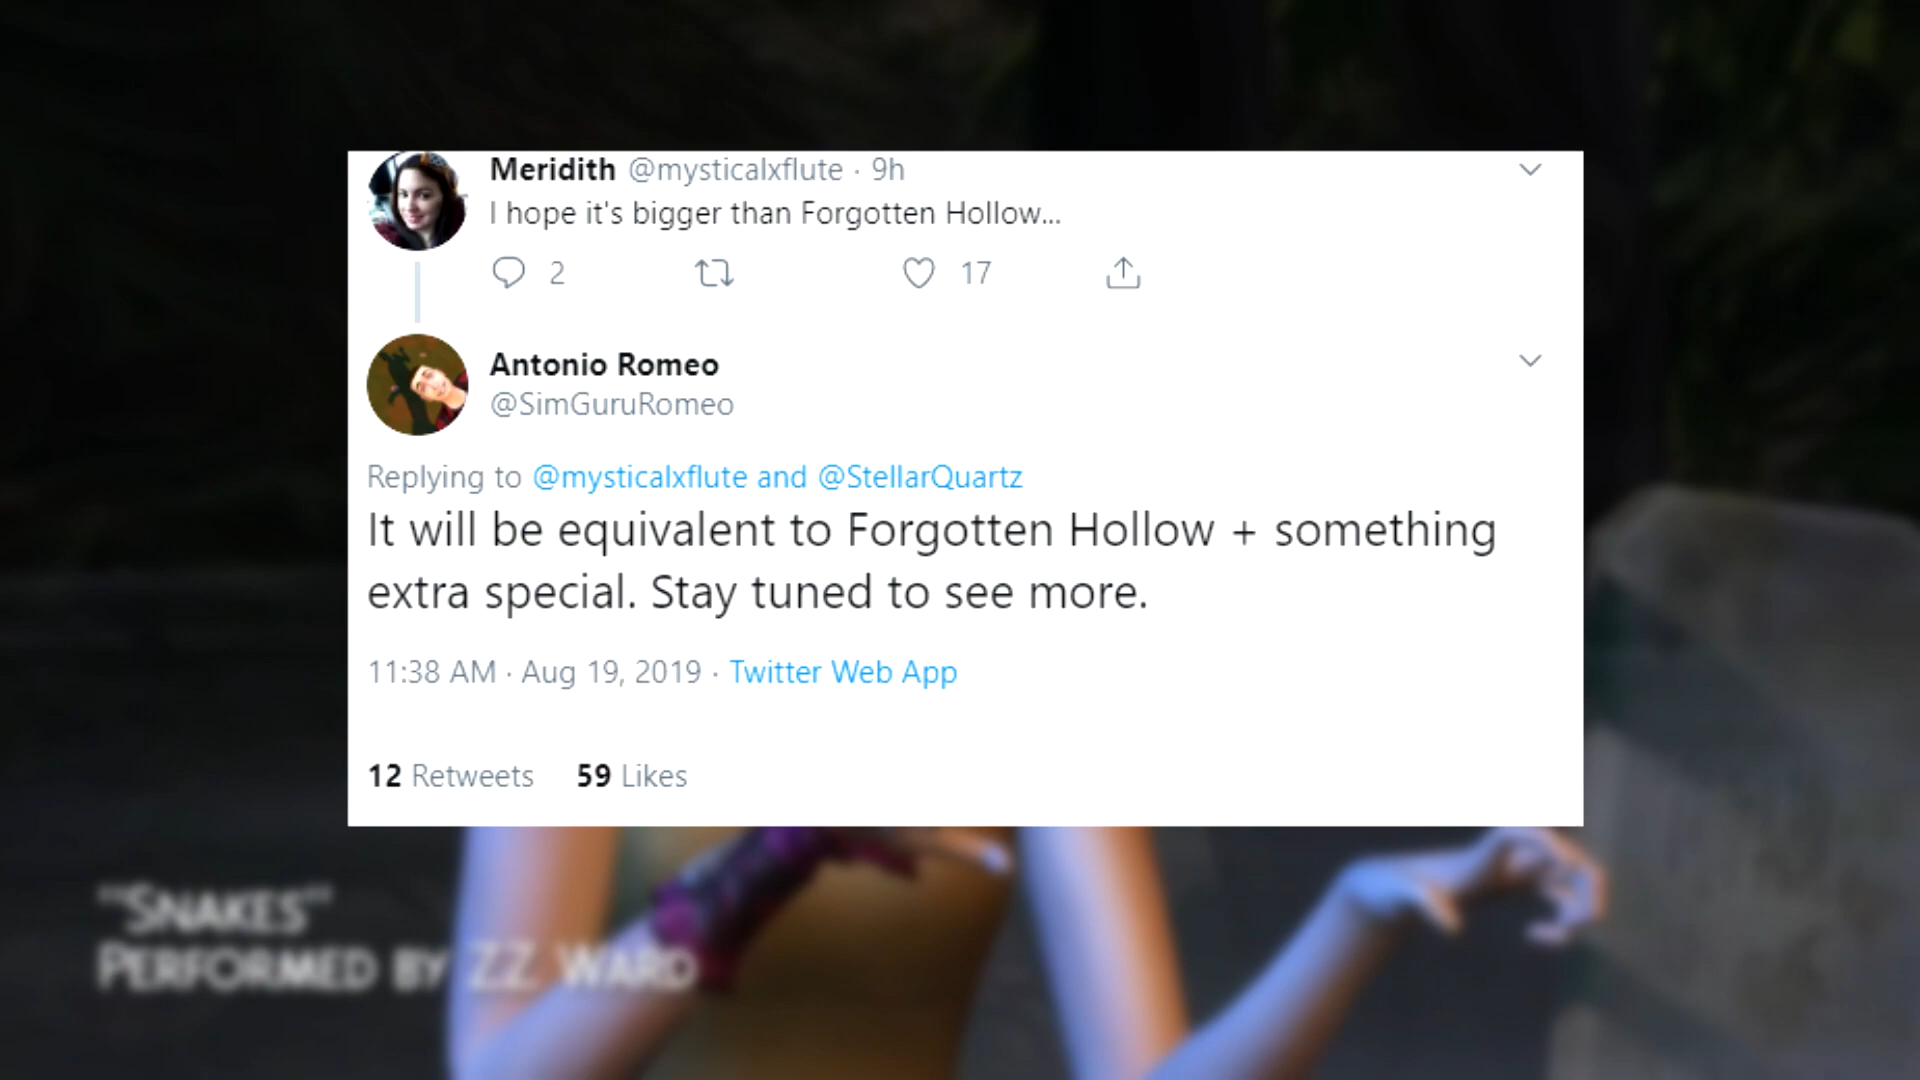 Meridith @mysticalxflute · 9h
I hope it's bigger than Forgotten Hollow...
2 17
Antonio Romeo
@SimGuruRomeo
Replying to @mysticalxflute and @StellarQuartz
It will be equivalent to Forgotten Hollow + something
extra special. Stay tuned to see more.
11:38 AM · Aug 19, 2019 · Twitter Web App
12 Retweets 59 Likes
"Snakes"
Performed by ZZ Ward